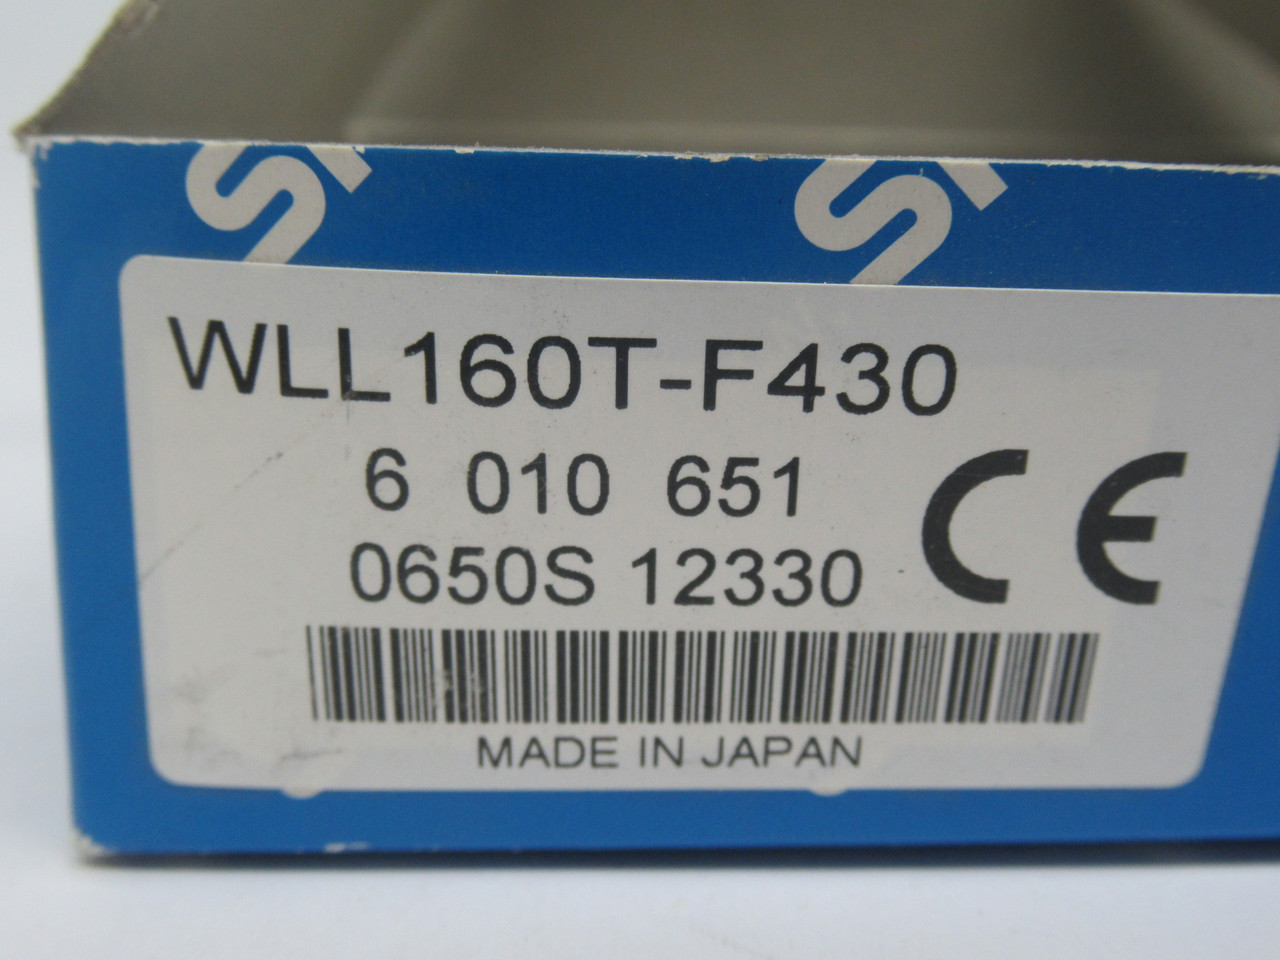 WLL160T-F430
6 010 651
0650S 12330
CE
MADE IN JAPAN